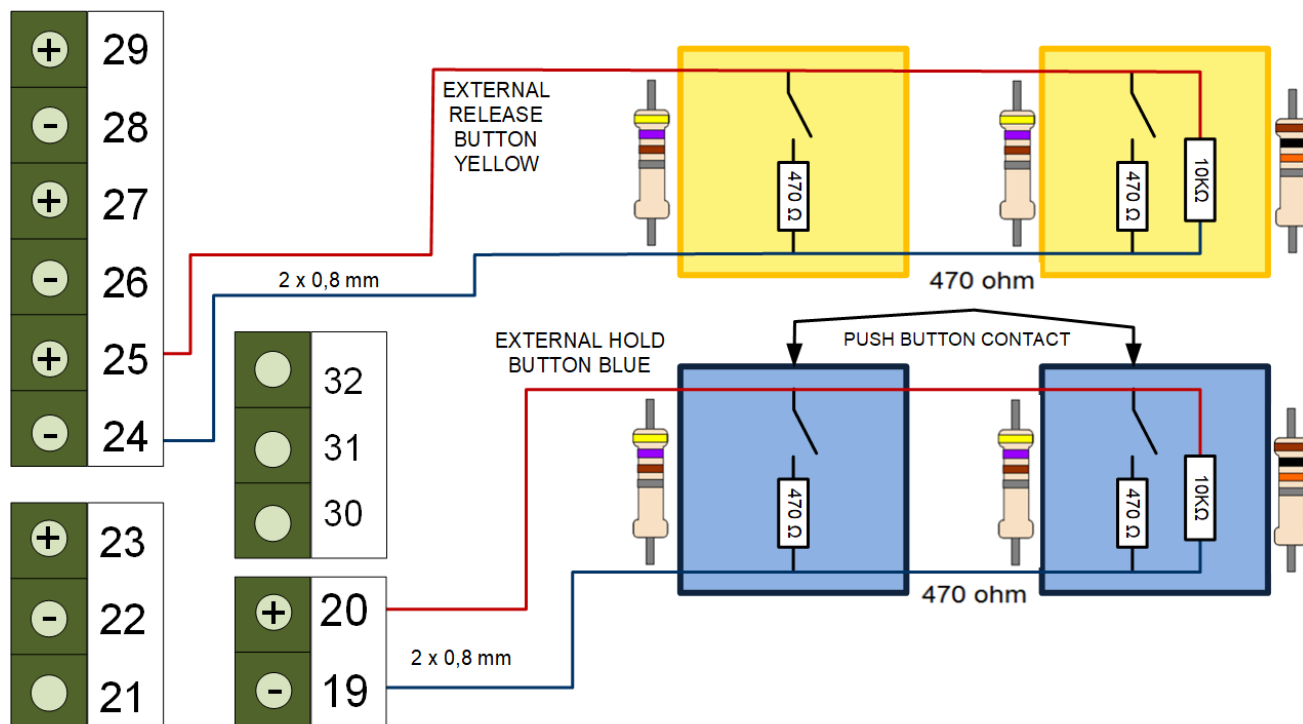 + 29
- 28
+ 27
- 26
+ 25
- 24
+ 23
- 22
21
32
31
30
+ 20
- 19
EXTERNAL
RELEASE
BUTTON
YELLOW
2 x 0,8 mm
470 Ω
470 Ω
10KΩ
470 ohm
EXTERNAL HOLD
BUTTON BLUE
PUSH BUTTON CONTACT
470 Ω
470 Ω
10KΩ
470 ohm
2 x 0,8 mm